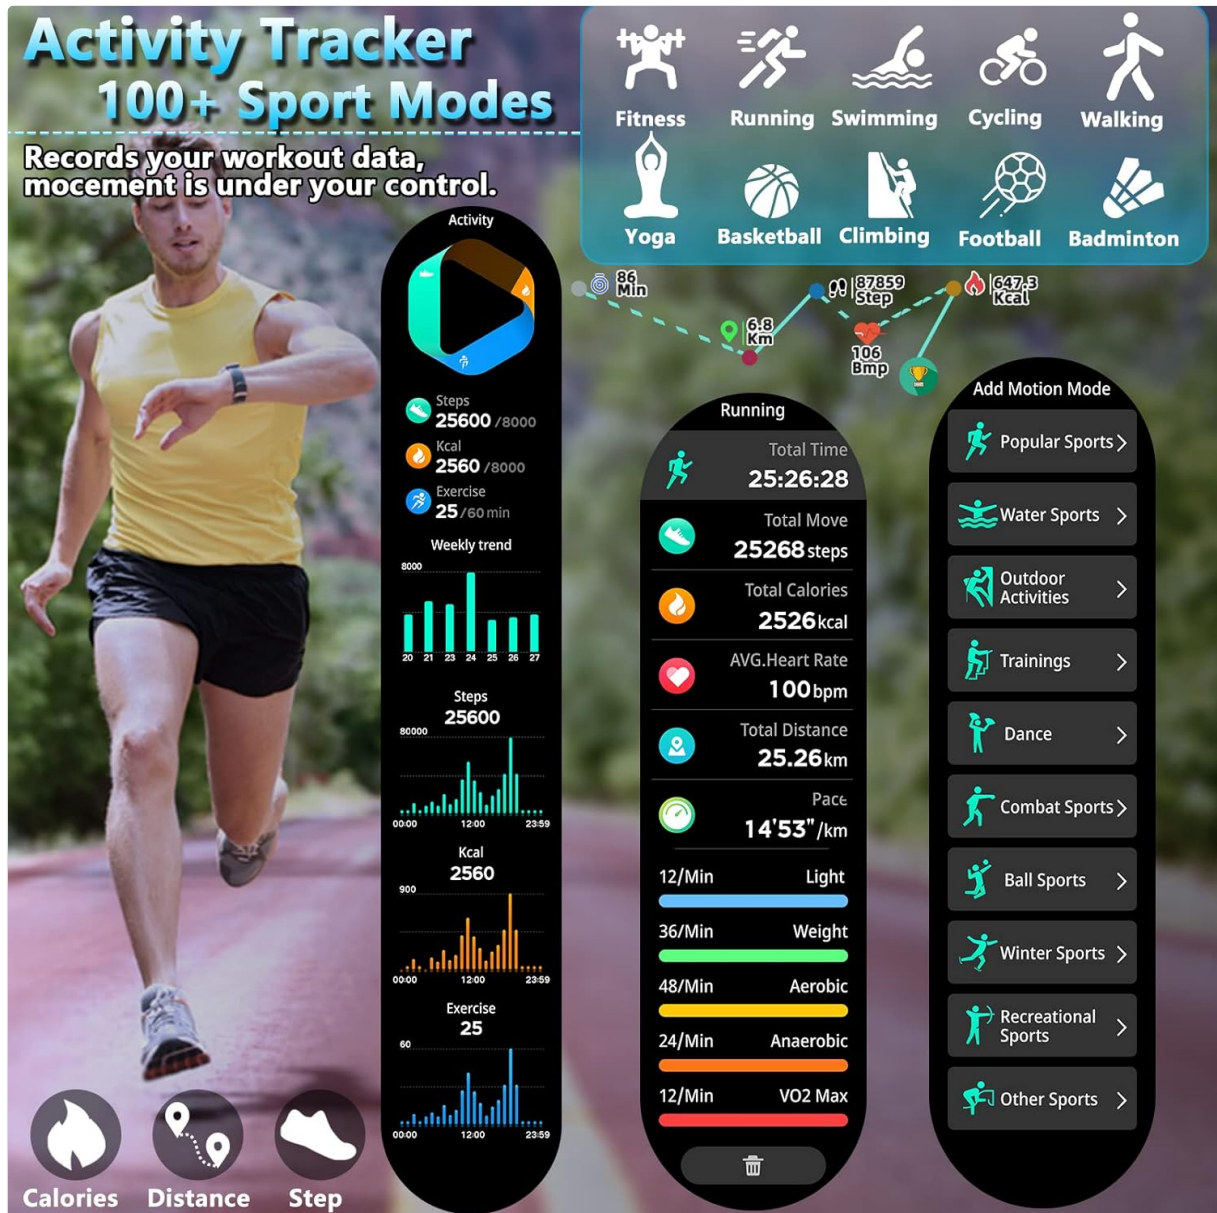 Activity Tracker
100+ Sport Modes
Records your workout data,
mocement is under your control.
Fitness
Running
Swimming
Cycling
Walking
Yoga
Basketball
Climbing
Football
Badminton
86
Min
6.8
Km
87859
Step
106
Bmp
647.3
Kcal
Activity
Steps
25600 /8000
Kcal
2560 /8000
Exercise
25 /60 min
Weekly trend
8000
20 21 23 24 25 26 27
Steps
25600
80000
00:00 12:00 23:59
Kcal
2560
900
00:00 12:00 23:59
Exercise
25
60
00:00 12:00 23:59
Running
Total Time
25:26:28
Total Move
25268 steps
Total Calories
2526 kcal
AVG.Heart Rate
100 bpm
Total Distance
25.26 km
Pace
14'53"/km
12/Min Light
36/Min Weight
48/Min Aerobic
24/Min Anaerobic
12/Min VO2 Max
Add Motion Mode
Popular Sports
Water Sports
Outdoor
Activities
Trainings
Dance
Combat Sports
Ball Sports
Winter Sports
Recreational
Sports
Other Sports
Calories
Distance
Step